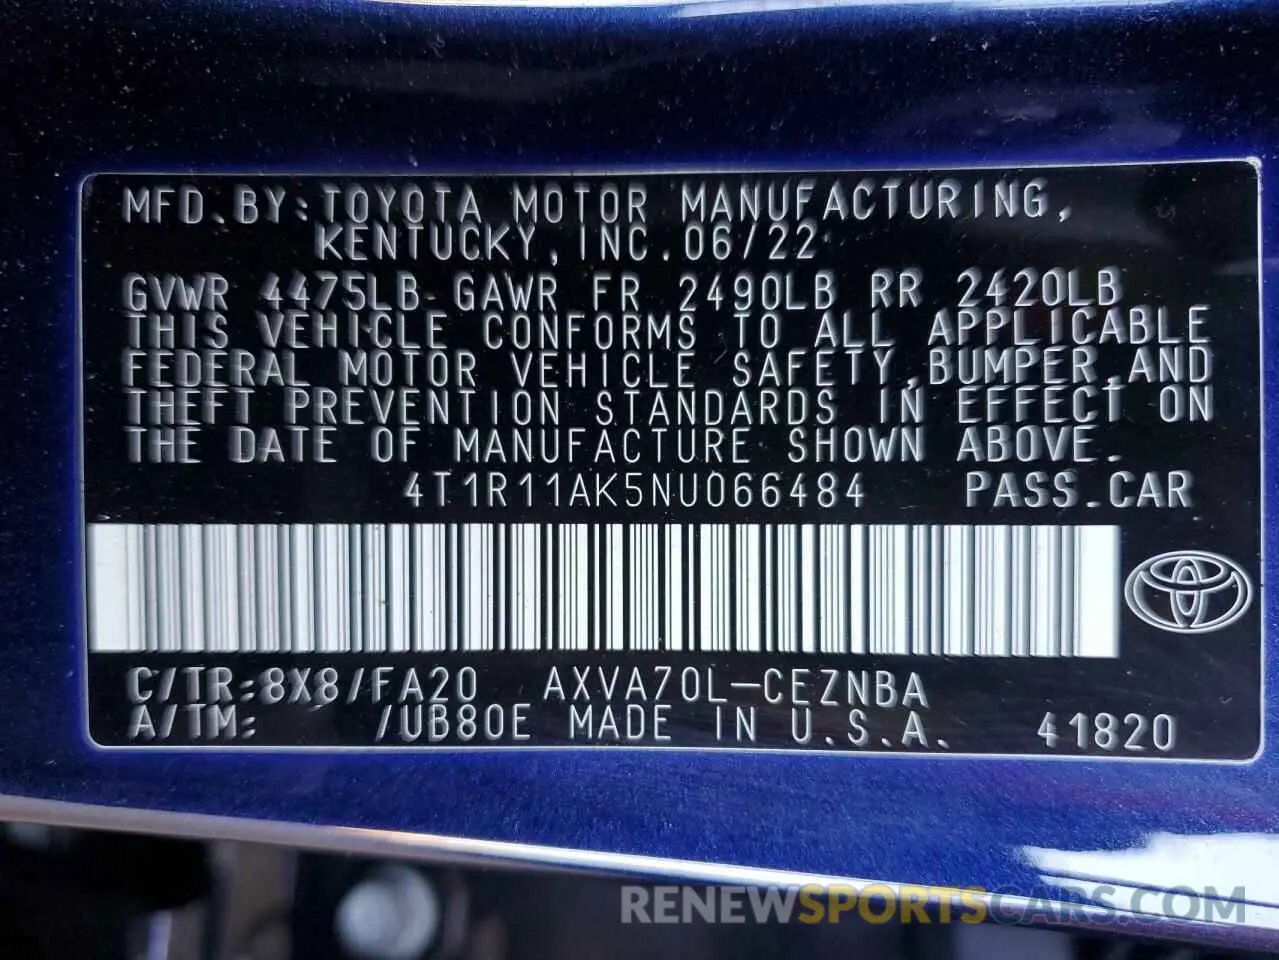 MFD.BY:TOYOTA MOTOR MANUFACTURING,
KENTUCKY,INC.06/22
GVWR 4475LB GAWR FR 2490LB RR 2420LB
THIS VEHICLE CONFORMS TO ALL APPLICABLE
FEDERAL MOTOR VEHICLE SAFETY,BUMPER,AND
THEFT PREVENTION STANDARDS IN EFFECT ON
THE DATE OF MANUFACTURE SHOWN ABOVE.
4T1R11AK5NU066484 PASS.CAR
C/TR:8X8/FA20 AXVA70L-CEZNBA
A/TM: /UB80E MADE IN U.S.A. 41820
RENEWSPORTSCARS.COM